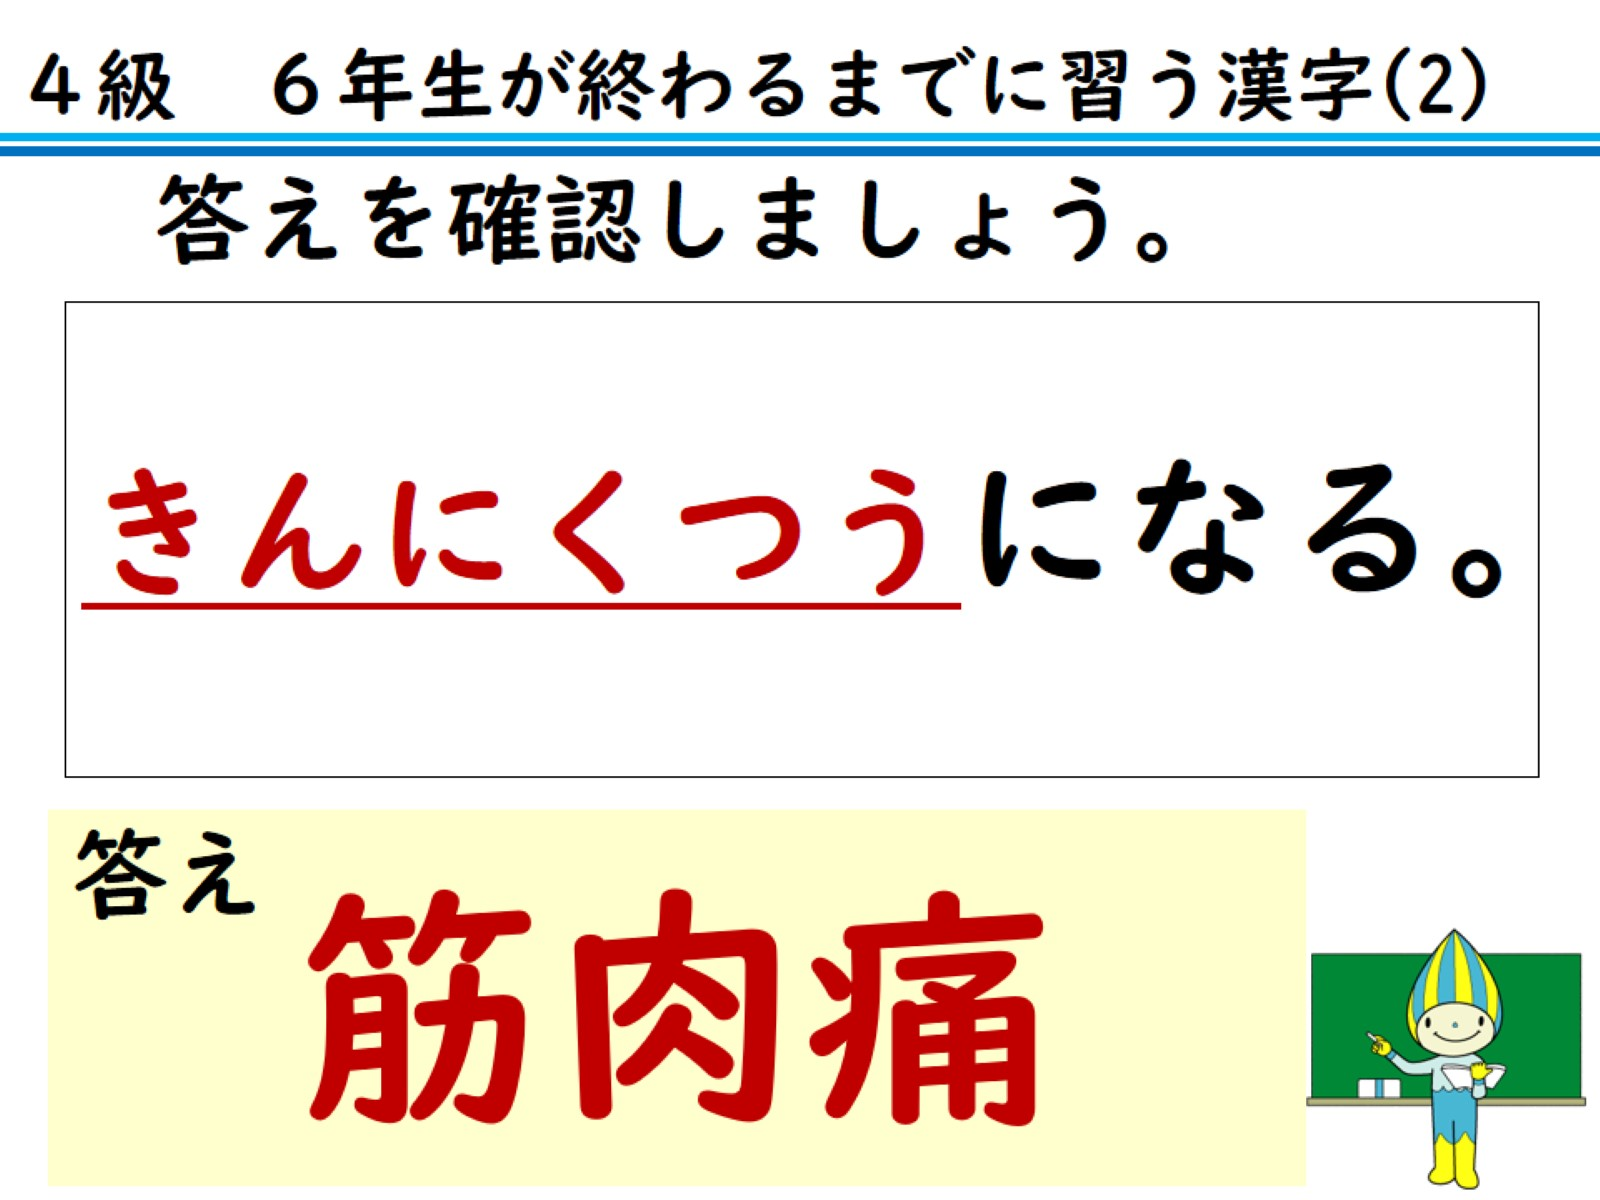 ４級　６年生が終わるまでに習う漢字(2)
答えを確認しましょう。
きんにくつうになる。
答え
筋肉痛